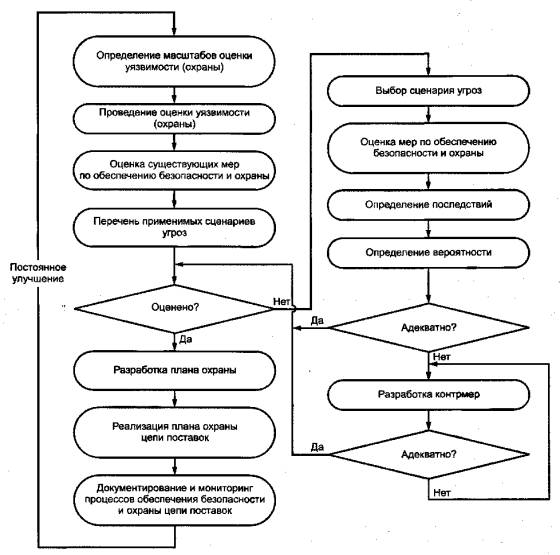 Определение масштабов оценки
уязвимости (охраны)
Проведение оценки уязвимости
(охраны)
Оценка существующих мер
по обеспечению безопасности и охраны
Перечень применимых сценариев
угроз
Постоянное
улучшение
Оценено?
Нет
Да
Разработка плана охраны
Реализация плана охраны
цепи поставок
Документирование и мониторинг
процессов обеспечения безопасности
и охраны цепи поставок
Выбор сценария угроз
Оценка мер по обеспечению
безопасности и охраны
Определение последствий
Определение вероятности
Да
Адекватно?
Нет
Разработка контрмер
Да
Адекватно?
Нет